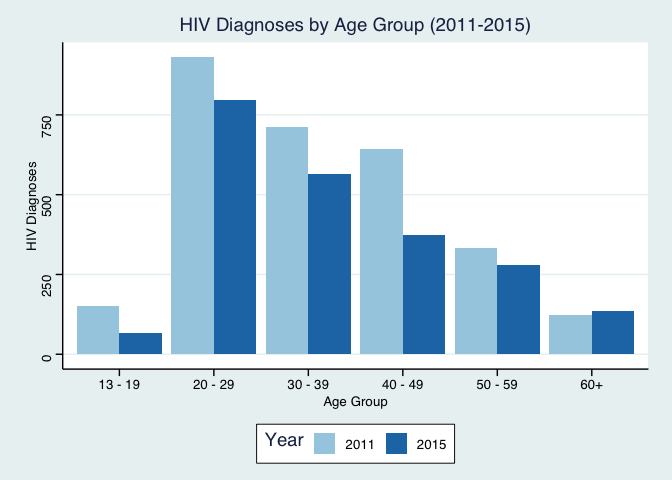 HIV Diagnoses by Age Group (2011-2015)
HIV Diagnoses
750
500
250
0
13 - 19
20 - 29
30 - 39
40 - 49
50 - 59
60+
Age Group
Year
2011
2015